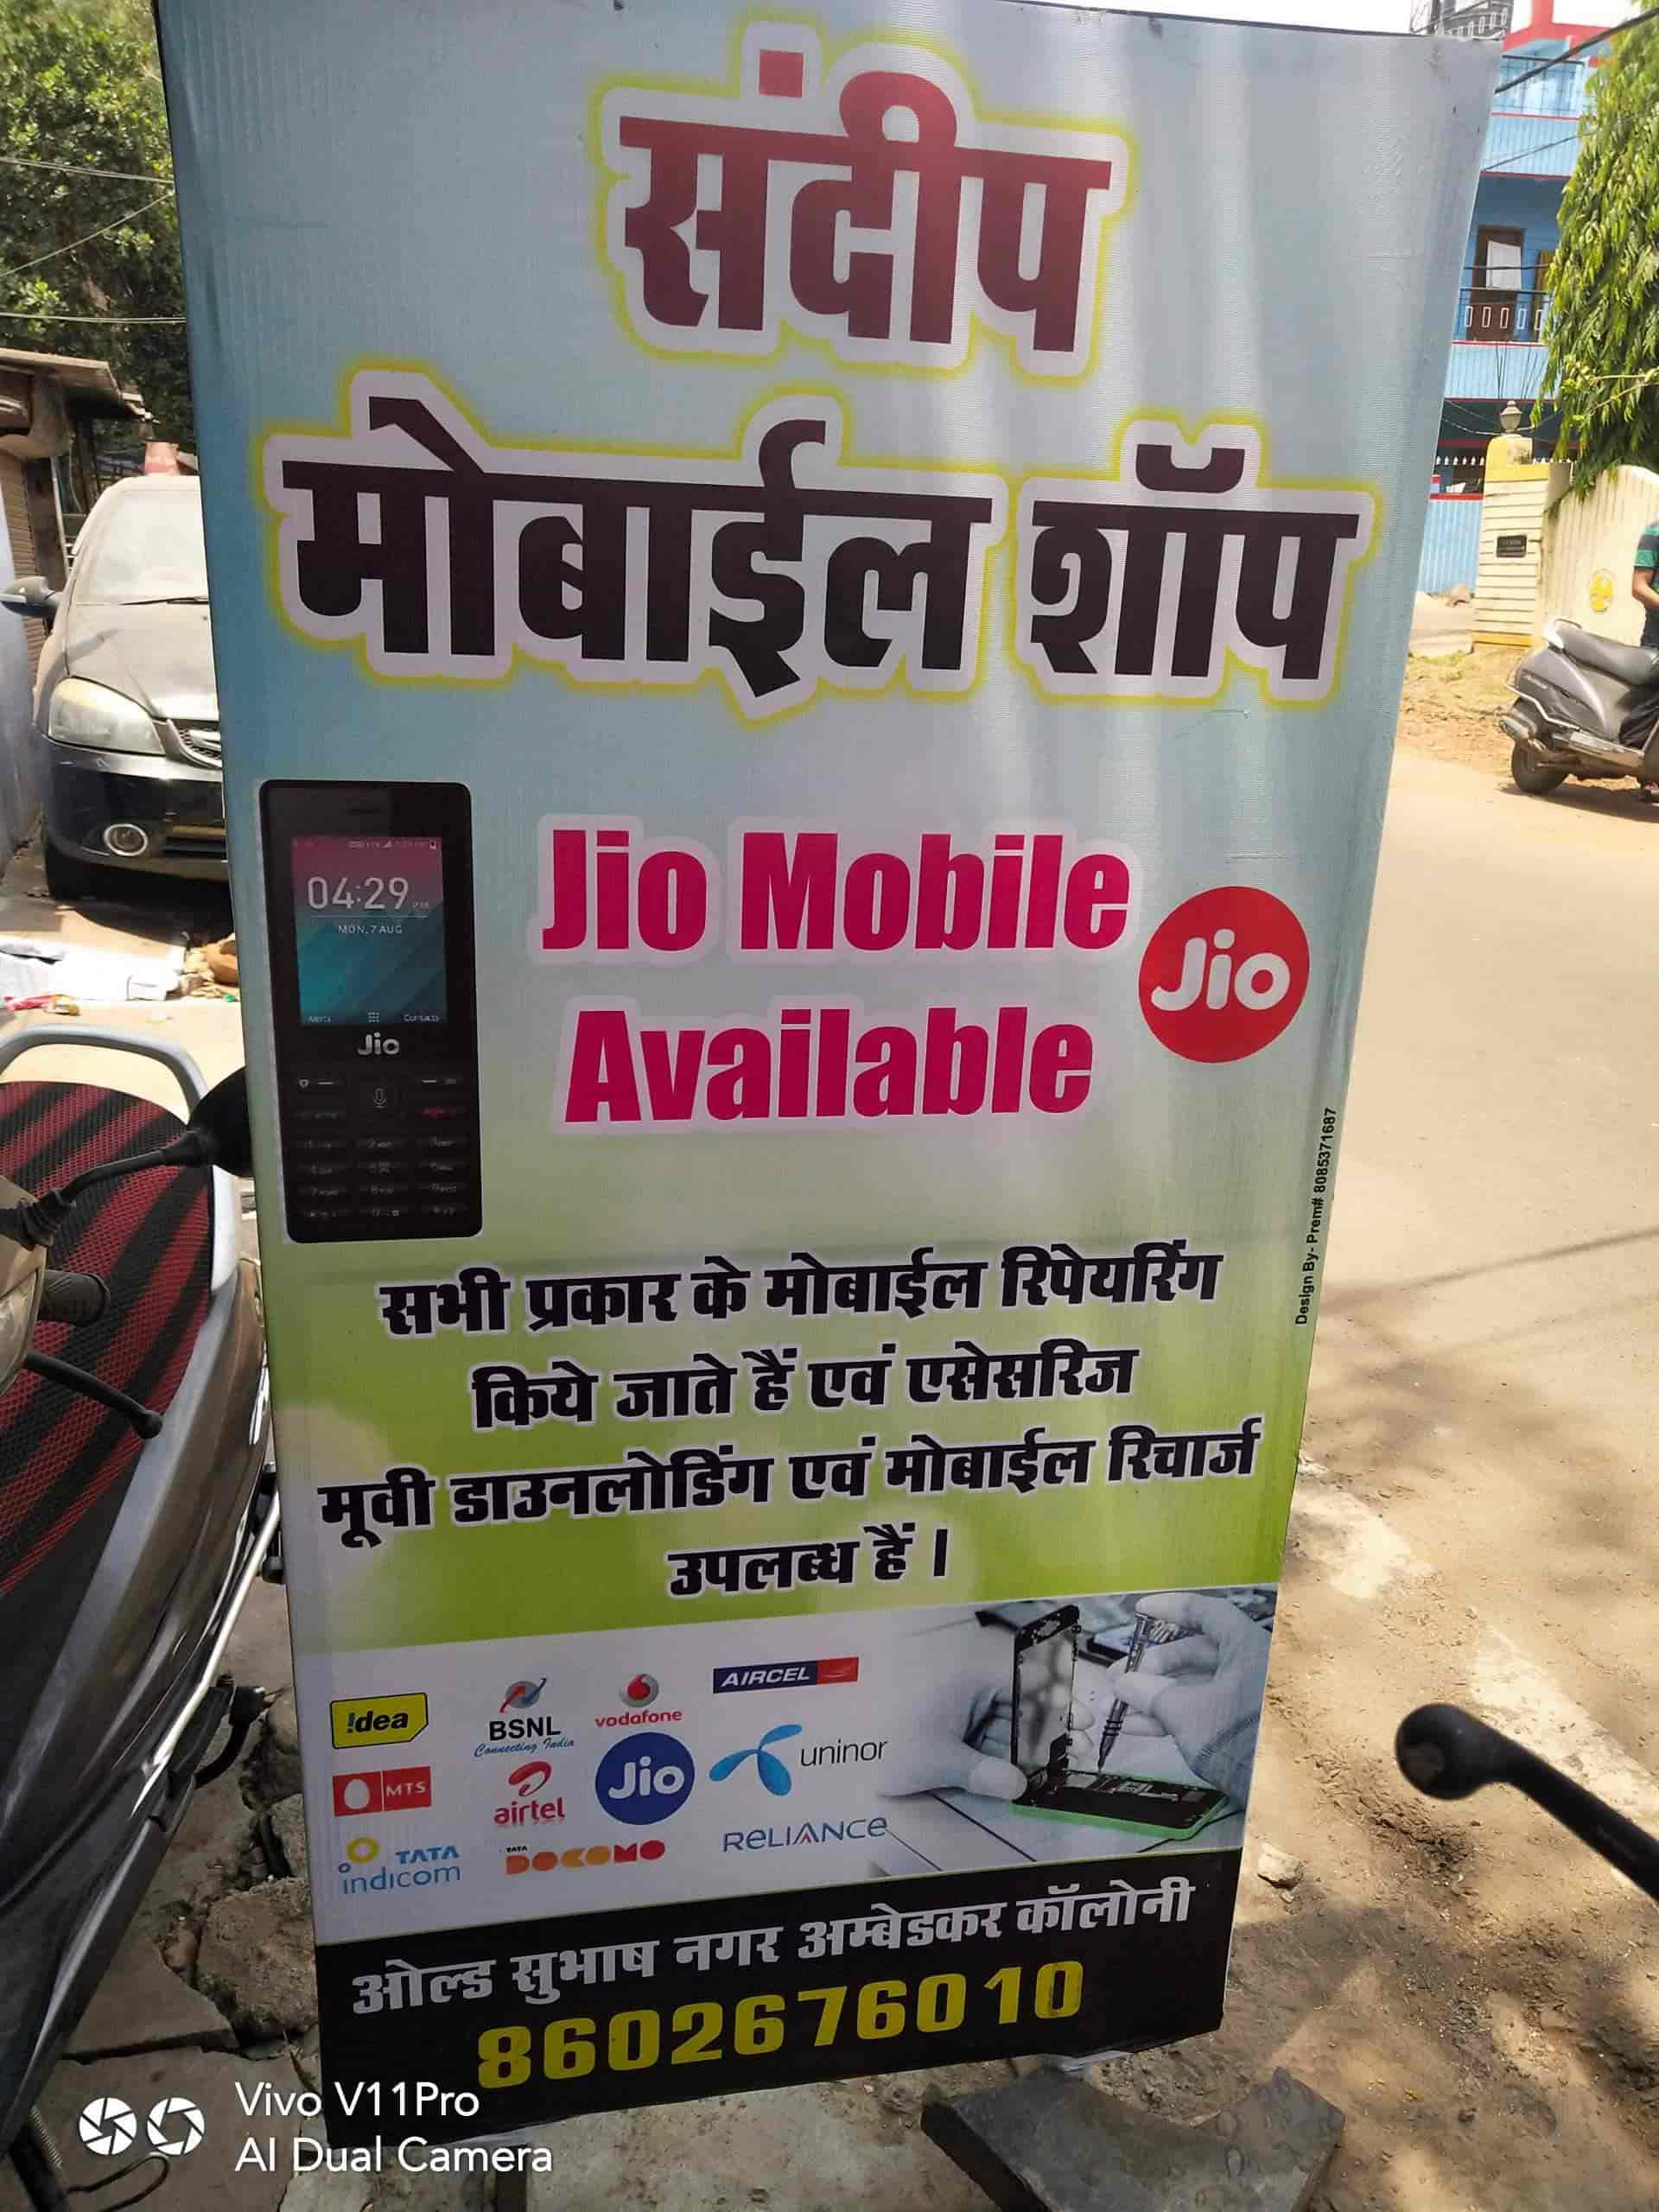 संदीप
मोबाईल शॉप
04:29 PM
MON, 7 AUG
Jio
Jio Mobile
Available
Jio
Design By- Prem# 8085371687
सभी प्रकार के मोबाईल रिपेयरिंग
किये जाते हैं एवं एसेसरिज
मूवी डाउनलोडिंग एवं मोबाईल रिचार्ज
उपलब्ध हैं ।
!dea
BSNL
Connecting India
vodafone
AIRCEL
MTS
airtel
Jio
uninor
TATA
indicom
TATA
DOCOMO
RELIANCE
ओल्ड सुभाष नगर अम्बेडकर कॉलोनी
8602676010
Vivo V11Pro
AI Dual Camera